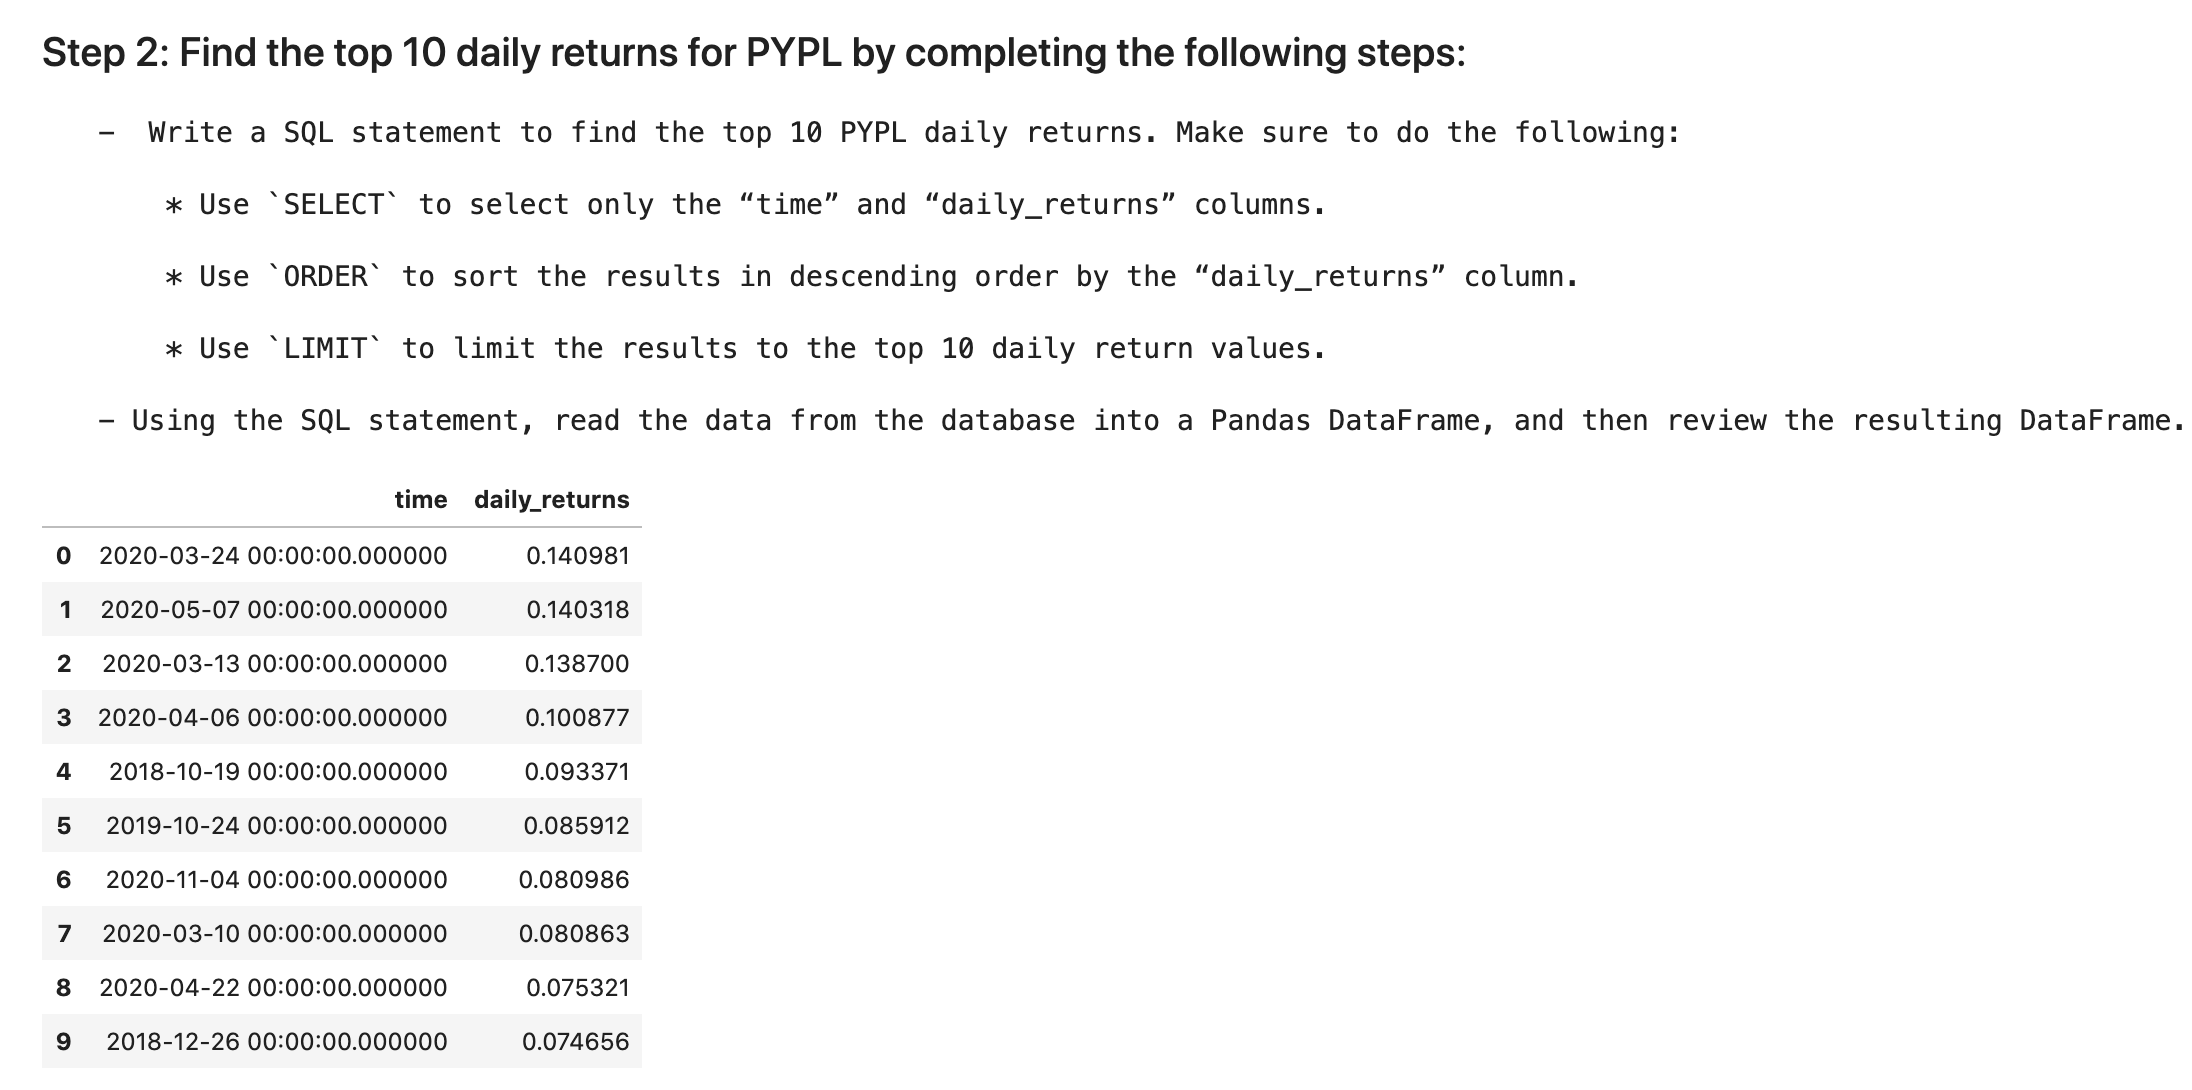 Step 2: Find the top 10 daily returns for PYPL by completing the following steps:
–  Write a SQL statement to find the top 10 PYPL daily returns. Make sure to do the following:
* Use `SELECT` to select only the “time” and “daily_returns” columns.
* Use `ORDER` to sort the results in descending order by the “daily_returns” column.
* Use `LIMIT` to limit the results to the top 10 daily return values.
– Using the SQL statement, read the data from the database into a Pandas DataFrame, and then review the resulting DataFrame.
time daily_returns
0 2020-03-24 00:00:00.000000 0.140981
1 2020-05-07 00:00:00.000000 0.140318
2 2020-03-13 00:00:00.000000 0.138700
3 2020-04-06 00:00:00.000000 0.100877
4 2018-10-19 00:00:00.000000 0.093371
5 2019-10-24 00:00:00.000000 0.085912
6 2020-11-04 00:00:00.000000 0.080986
7 2020-03-10 00:00:00.000000 0.080863
8 2020-04-22 00:00:00.000000 0.075321
9 2018-12-26 00:00:00.000000 0.074656